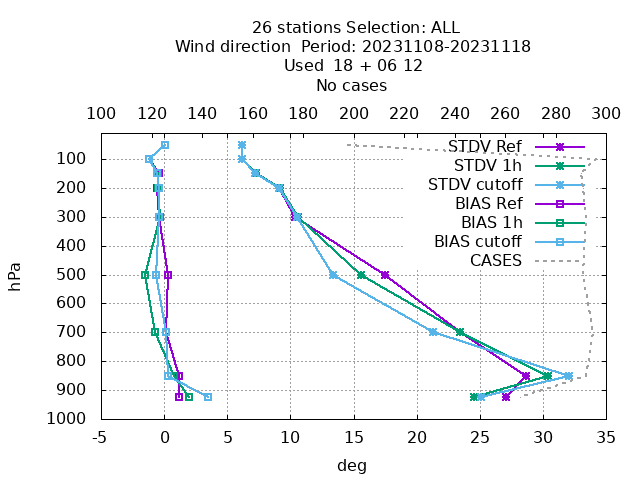 26 stations Selection: ALL
Wind direction  Period: 20231108-20231118
Used  18 + 06 12
No cases
100 120 140 160 180 200 220 240 260 280 300
STDV Ref
STDV 1h
STDV cutoff
BIAS Ref
BIAS 1h
BIAS cutoff
CASES
hPa
100
200
300
400
500
600
700
800
900
1000
-5 0 5 10 15 20 25 30 35
deg